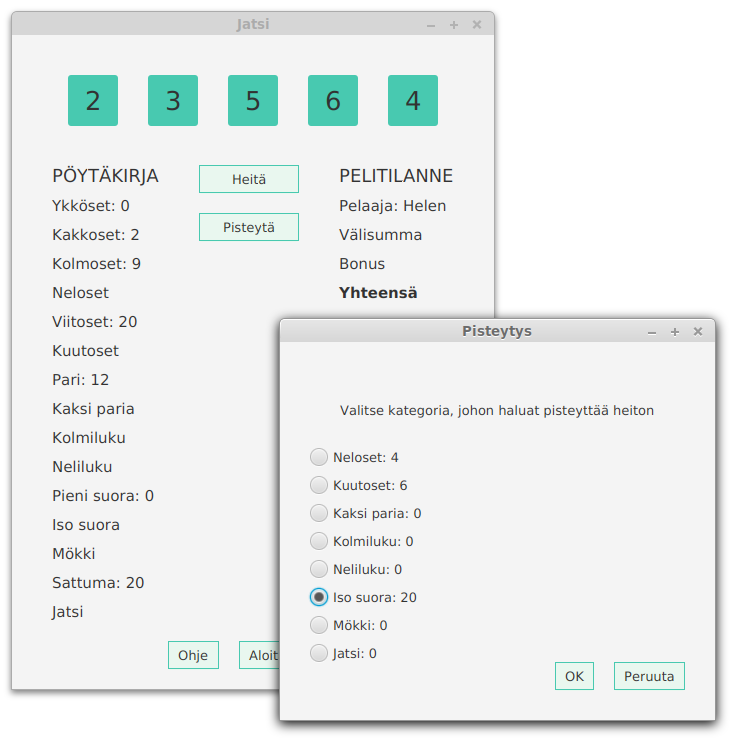 Jatsi
2 3 5 6 4
PÖYTÄKIRJA
Ykköset: 0
Kakkoset: 2
Kolmoset: 9
Neloset
Viitoset: 20
Kuutoset
Pari: 12
Kaksi paria
Kolmiluku
Neliluku
Pieni suora: 0
Iso suora
Mökki
Sattuma: 20
Jatsi
Heitä
Pisteytä
PELITILANNE
Pelaaja: Helen
Välisumma
Bonus
Yhteensä
Ohje
Pisteytys
Valitse kategoria, johon haluat pisteyttää heiton
Neloset: 4
Kuutoset: 6
Kaksi paria: 0
Kolmiluku: 0
Neliluku: 0
Iso suora: 20
Mökki: 0
Jatsi: 0
OK Peruuta